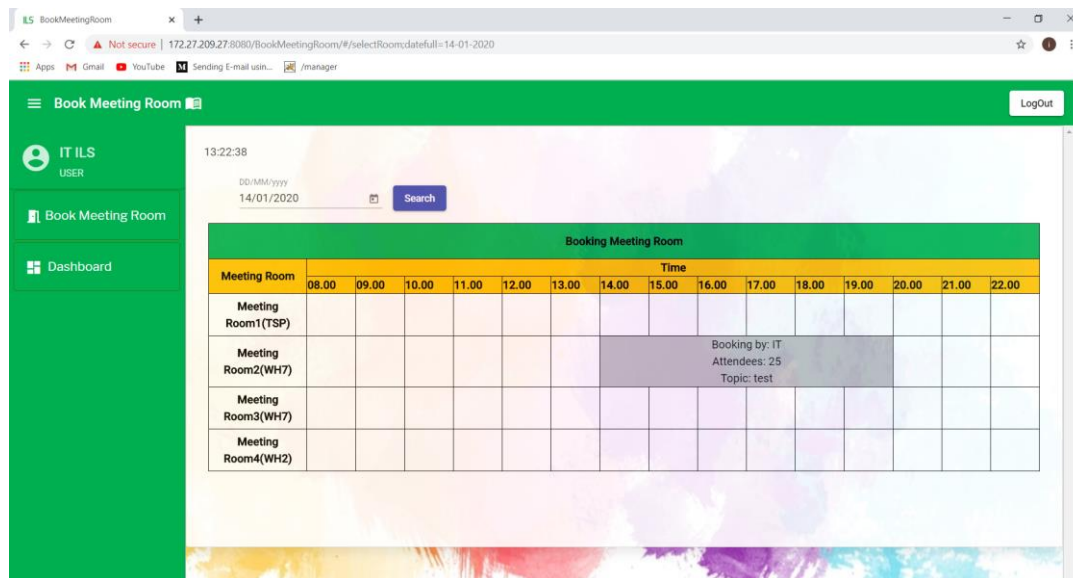 ILS BookMeetingRoom
Not secure | 172.27.209.27:8080/BookMeetingRoom/#/selectRoom;datefull=14-01-2020
Apps Gmail YouTube Sending E-mail usin... /manager
Book Meeting Room LogOut
IT ILS
USER
Book Meeting Room
Dashboard
13:22:38
DD/MM/yyyy
14/01/2020 Search
Booking Meeting Room
Meeting Room Time
08.00 09.00 10.00 11.00 12.00 13.00 14.00 15.00 16.00 17.00 18.00 19.00 20.00 21.00 22.00
Meeting
Room1(TSP)
Meeting
Room2(WH7)
Booking by: IT
Attendees: 25
Topic: test
Meeting
Room3(WH7)
Meeting
Room4(WH2)